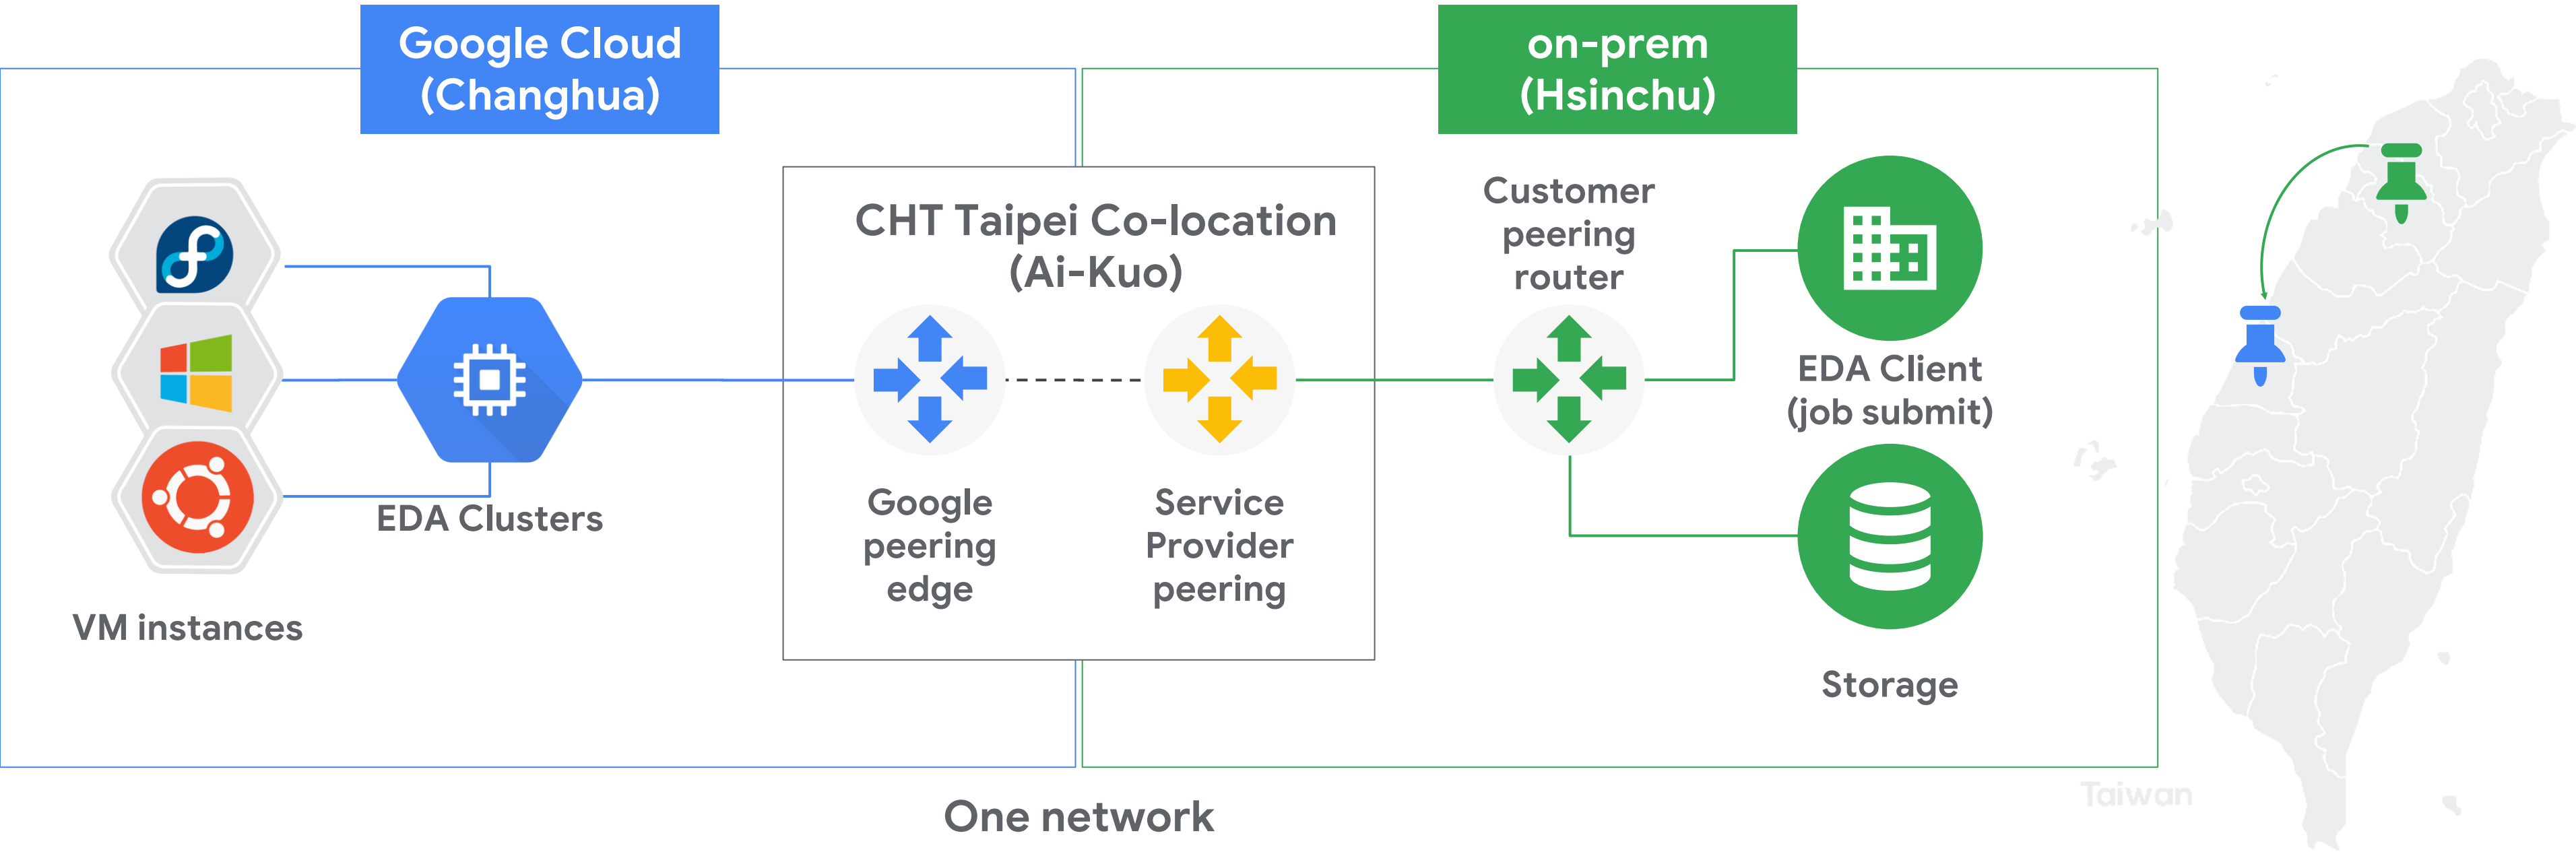 Google Cloud
(Changhua)
on-prem
(Hsinchu)
CHT Taipei Co-location
(Ai-Kuo)
Customer
peering
router
EDA Client
(job submit)
EDA Clusters
Google
peering
edge
Service
Provider
peering
VM instances
Storage
Taiwan
One network